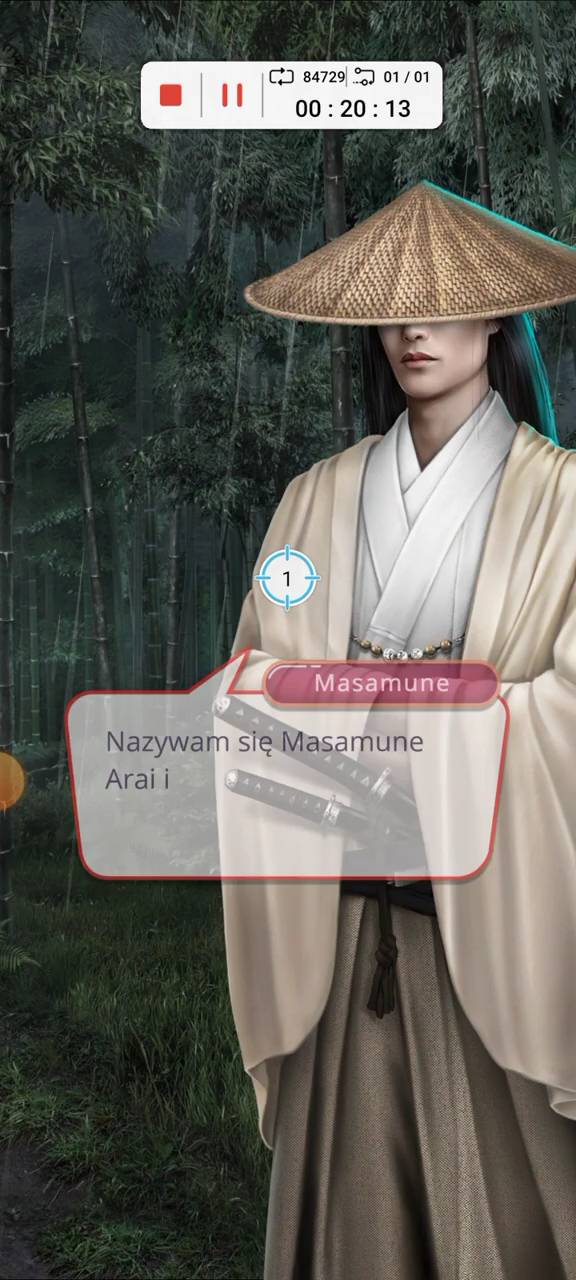 84729 01 / 01
00 : 20 : 13
1
Masamune
Nazywam się Masamune
Arai i